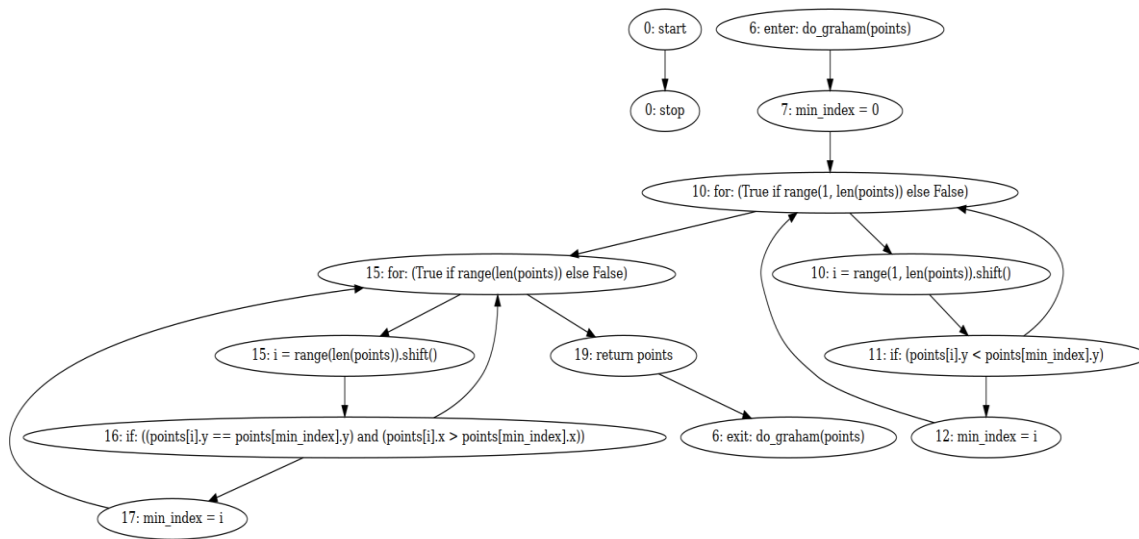 0: start
6: enter: do_graham(points)
0: stop
7: min_index = 0
10: for: (True if range(1, len(points)) else False)
15: for: (True if range(len(points)) else False)
10: i = range(1, len(points)).shift()
15: i = range(len(points)).shift()
19: return points
11: if: (points[i].y < points[min_index].y)
16: if: ((points[i].y == points[min_index].y) and (points[i].x > points[min_index].x))
6: exit: do_graham(points)
12: min_index = i
17: min_index = i